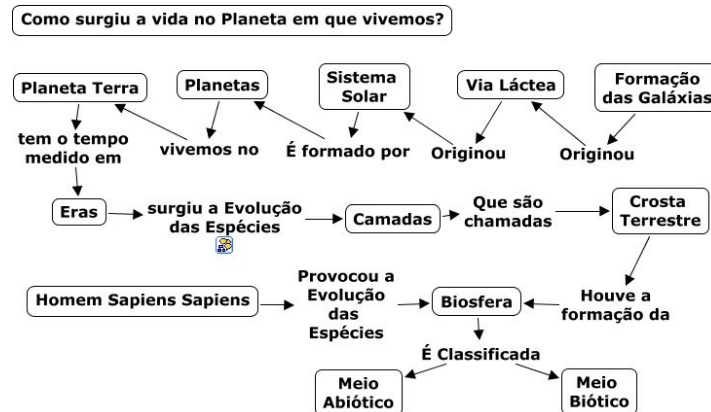 Como surgiu a vida no Planeta em que vivemos?
Planeta Terra
Planetas
Sistema
Solar
Via Láctea
Formação
das Galáxias
tem o tempo
medido em
vivemos no
É formado por
Originou
Originou
Eras
surgiu a Evolução
das Espécies
Camadas
Que são
chamadas
Crosta
Terrestre
Homem Sapiens Sapiens
Provocou a
Evolução
das
Espécies
Biosfera
Houve a
formação da
É Classificada
Meio
Abiótico
Meio
Biótico